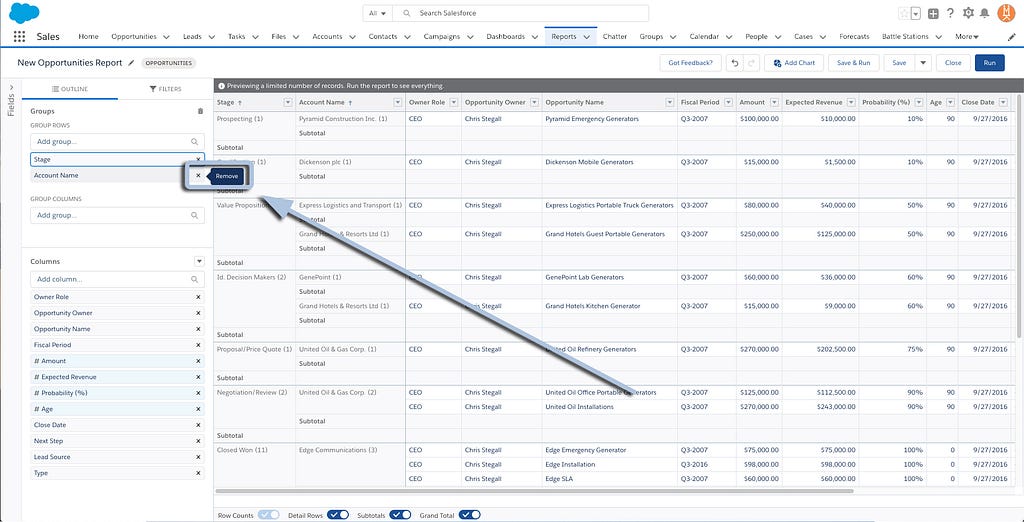 All Search Salesforce
Sales Home Opportunities Leads Tasks Files Accounts Contacts Campaigns Dashboards Reports Chatter Groups Calendar People Cases Forecasts Battle Stations More
New Opportunities Report OPPORTUNITIES Got Feedback? Add Chart Save & Run Save Close Run
Fields
OUTLINE FILTERS
Groups
GROUP ROWS
Add group...
Stage
Account Name
Remove
GROUP COLUMNS
Add group...
Columns
Add column...
Owner Role
Opportunity Owner
Opportunity Name
Fiscal Period
# Amount
# Expected Revenue
# Probability (%)
# Age
Close Date
Next Step
Lead Source
Type
Previewing a limited number of records. Run the report to see everything.
Stage Account Name Owner Role Opportunity Owner Opportunity Name Fiscal Period Amount Expected Revenue Probability (%) Age Close Date
Prospecting (1) Pyramid Construction Inc. (1) CEO Chris Stegall Pyramid Emergency Generators Q3-2007 $100,000.00 $10,000.00 10% 90 9/27/2016
Subtotal
Subtotal
(1) Dickenson plc (1) CEO Chris Stegall Dickenson Mobile Generators Q3-2007 $15,000.00 $1,500.00 10% 90 9/27/2016
Subtotal
Subtotal
Value Proposition Express Logistics and Transport (1) CEO Chris Stegall Express Logistics Portable Truck Generators Q3-2007 $80,000.00 $40,000.00 50% 90 9/27/2016
Subtotal
Grand Hotels & Resorts Ltd (1) CEO Chris Stegall Grand Hotels Guest Portable Generators Q3-2007 $250,000.00 $125,000.00 50% 90 9/27/2016
Subtotal
Subtotal
Id. Decision Makers (2) GenePoint (1) CEO Chris Stegall GenePoint Lab Generators Q3-2007 $60,000.00 $36,000.00 60% 90 9/27/2016
Subtotal
Grand Hotels & Resorts Ltd (1) CEO Chris Stegall Grand Hotels Kitchen Generator Q3-2007 $15,000.00 $9,000.00 60% 90 9/27/2016
Subtotal
Subtotal
Proposal/Price Quote (1) United Oil & Gas Corp. (1) CEO Chris Stegall United Oil Refinery Generators Q3-2007 $270,000.00 $202,500.00 75% 90 9/27/2016
Subtotal
Subtotal
Negotiation/Review (2) United Oil & Gas Corp. (2) CEO Chris Stegall United Oil Office Portable Generators Q3-2007 $125,000.00 $112,500.00 90% 90 9/27/2016
CEO Chris Stegall United Oil Installations Q3-2007 $270,000.00 $243,000.00 90% 90 9/27/2016
Subtotal
Subtotal
Closed Won (11) Edge Communications (3) CEO Chris Stegall Edge Emergency Generator Q3-2007 $75,000.00 $75,000.00 100% 0 9/27/2016
CEO Chris Stegall Edge Installation Q3-2016 $98,000.00 $98,000.00 100% 0 9/27/2016
CEO Chris Stegall Edge SLA Q3-2007 $60,000.00 $60,000.00 100% 0 9/27/2016
Row Counts Detail Rows Subtotals Grand Total